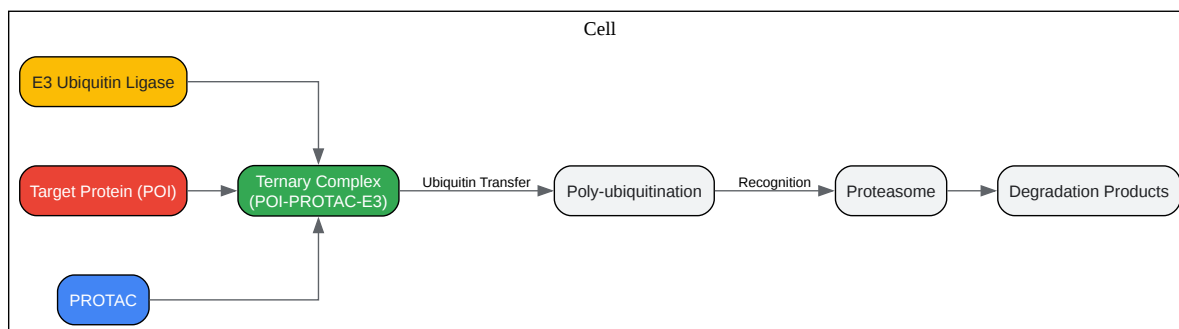 Cell
E3 Ubiquitin Ligase
Target Protein (POI)
Ternary Complex
(POI-PROTAC-E3)
Ubiquitin Transfer
Poly-ubiquitination
Recognition
Proteasome
Degradation Products
PROTAC